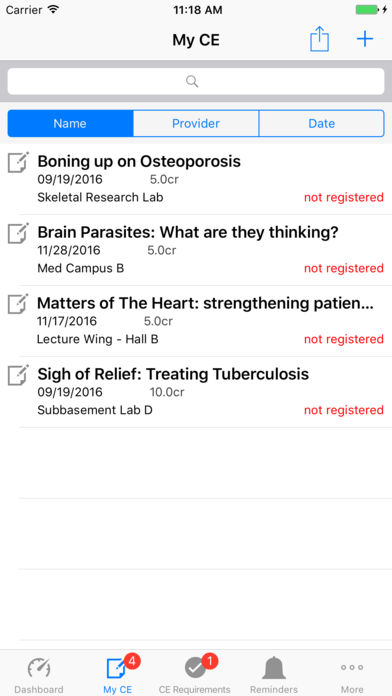 Carrier 11:18 AM
My CE
Name Provider Date
Boning up on Osteoporosis
09/19/2016 5.0cr
Skeletal Research Lab not registered
Brain Parasites: What are they thinking?
11/28/2016 5.0cr
Med Campus B not registered
Matters of The Heart: strengthening patien...
11/17/2016 5.0cr
Lecture Wing - Hall B not registered
Sigh of Relief: Treating Tuberculosis
09/19/2016 10.0cr
Subbasement Lab D not registered
4 1
Dashboard My CE CE Requirements Reminders More